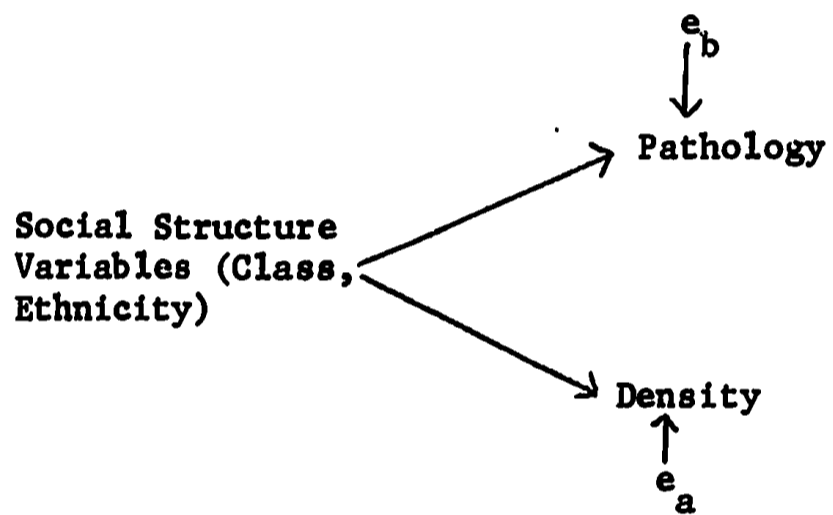 e_b
Pathology
Social Structure
Variables (Class,
Ethnicity)
Density
e_a